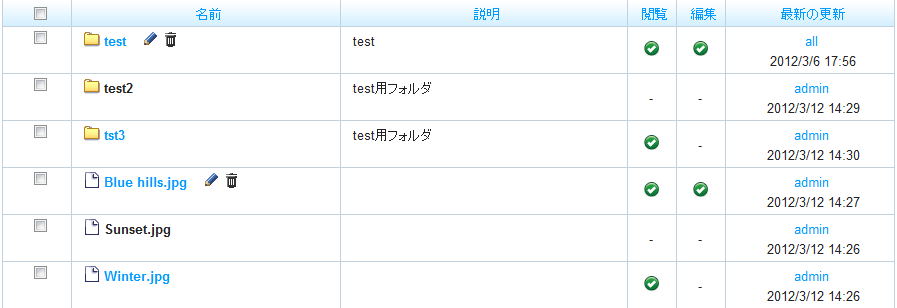 名前 説明 閲覧 編集 最新の更新
test test all
2012/3/6 17:56
test2 test用フォルダ - - admin
2012/3/12 14:29
tst3 test用フォルダ - admin
2012/3/12 14:30
Blue hills.jpg admin
2012/3/12 14:27
Sunset.jpg - - admin
2012/3/12 14:26
Winter.jpg - admin
2012/3/12 14:26